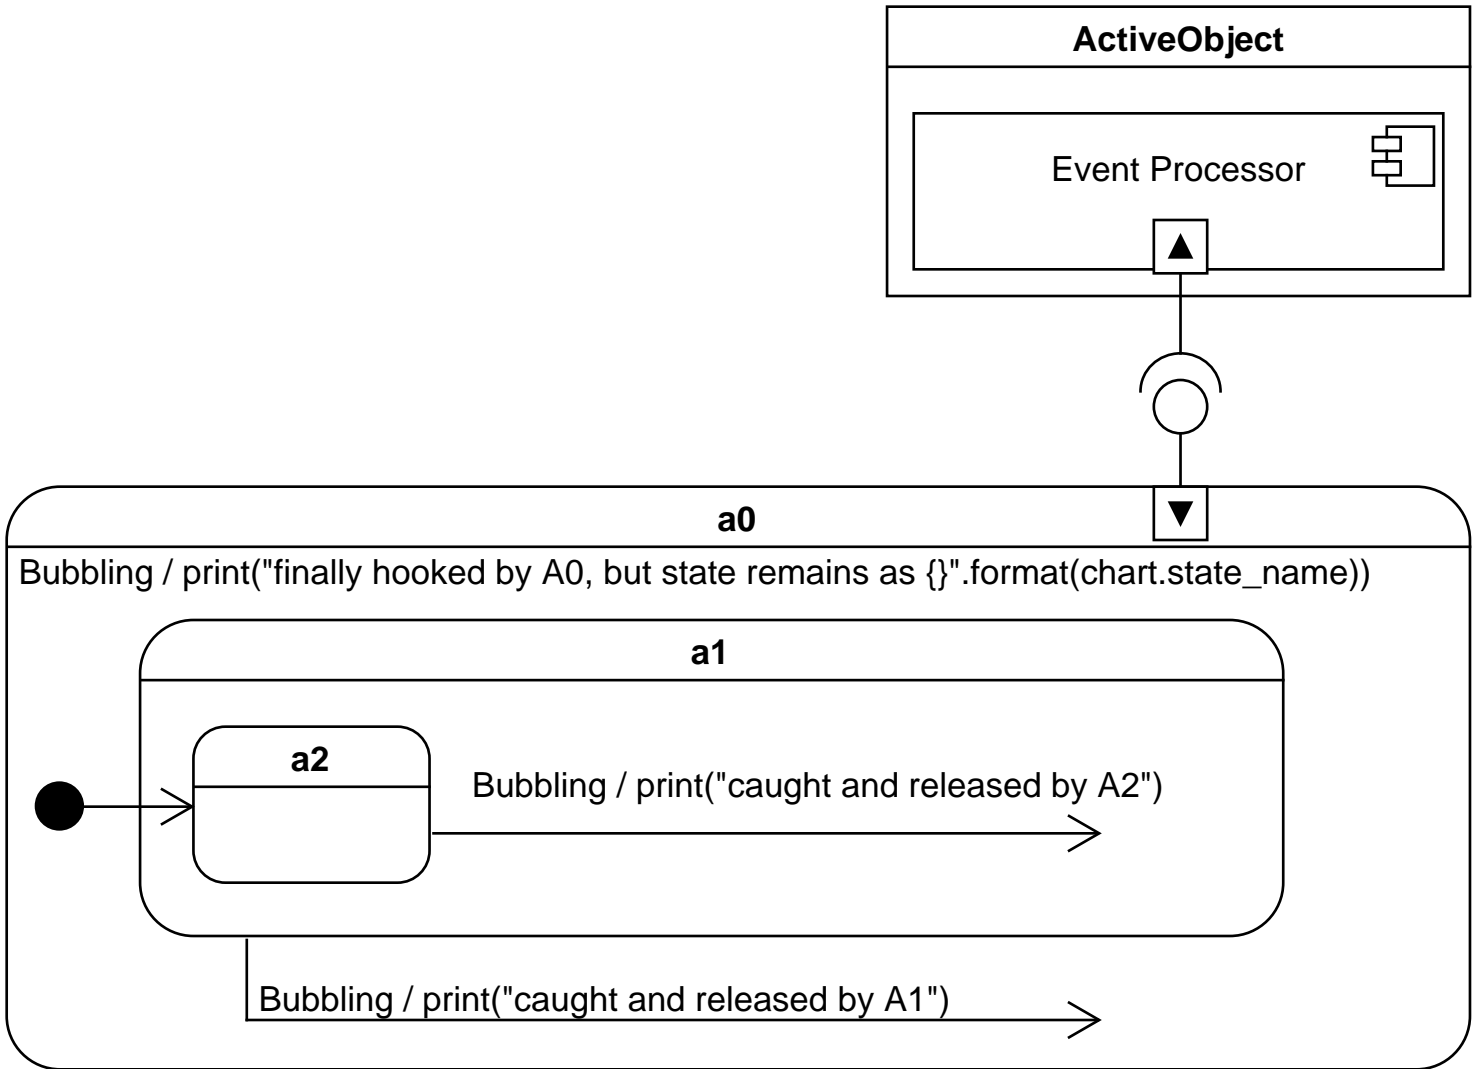 ActiveObject
Event Processor
a0
Bubbling / print("finally hooked by A0, but state remains as {}".format(chart.state_name))
a1
a2
Bubbling / print("caught and released by A2")
Bubbling / print("caught and released by A1")